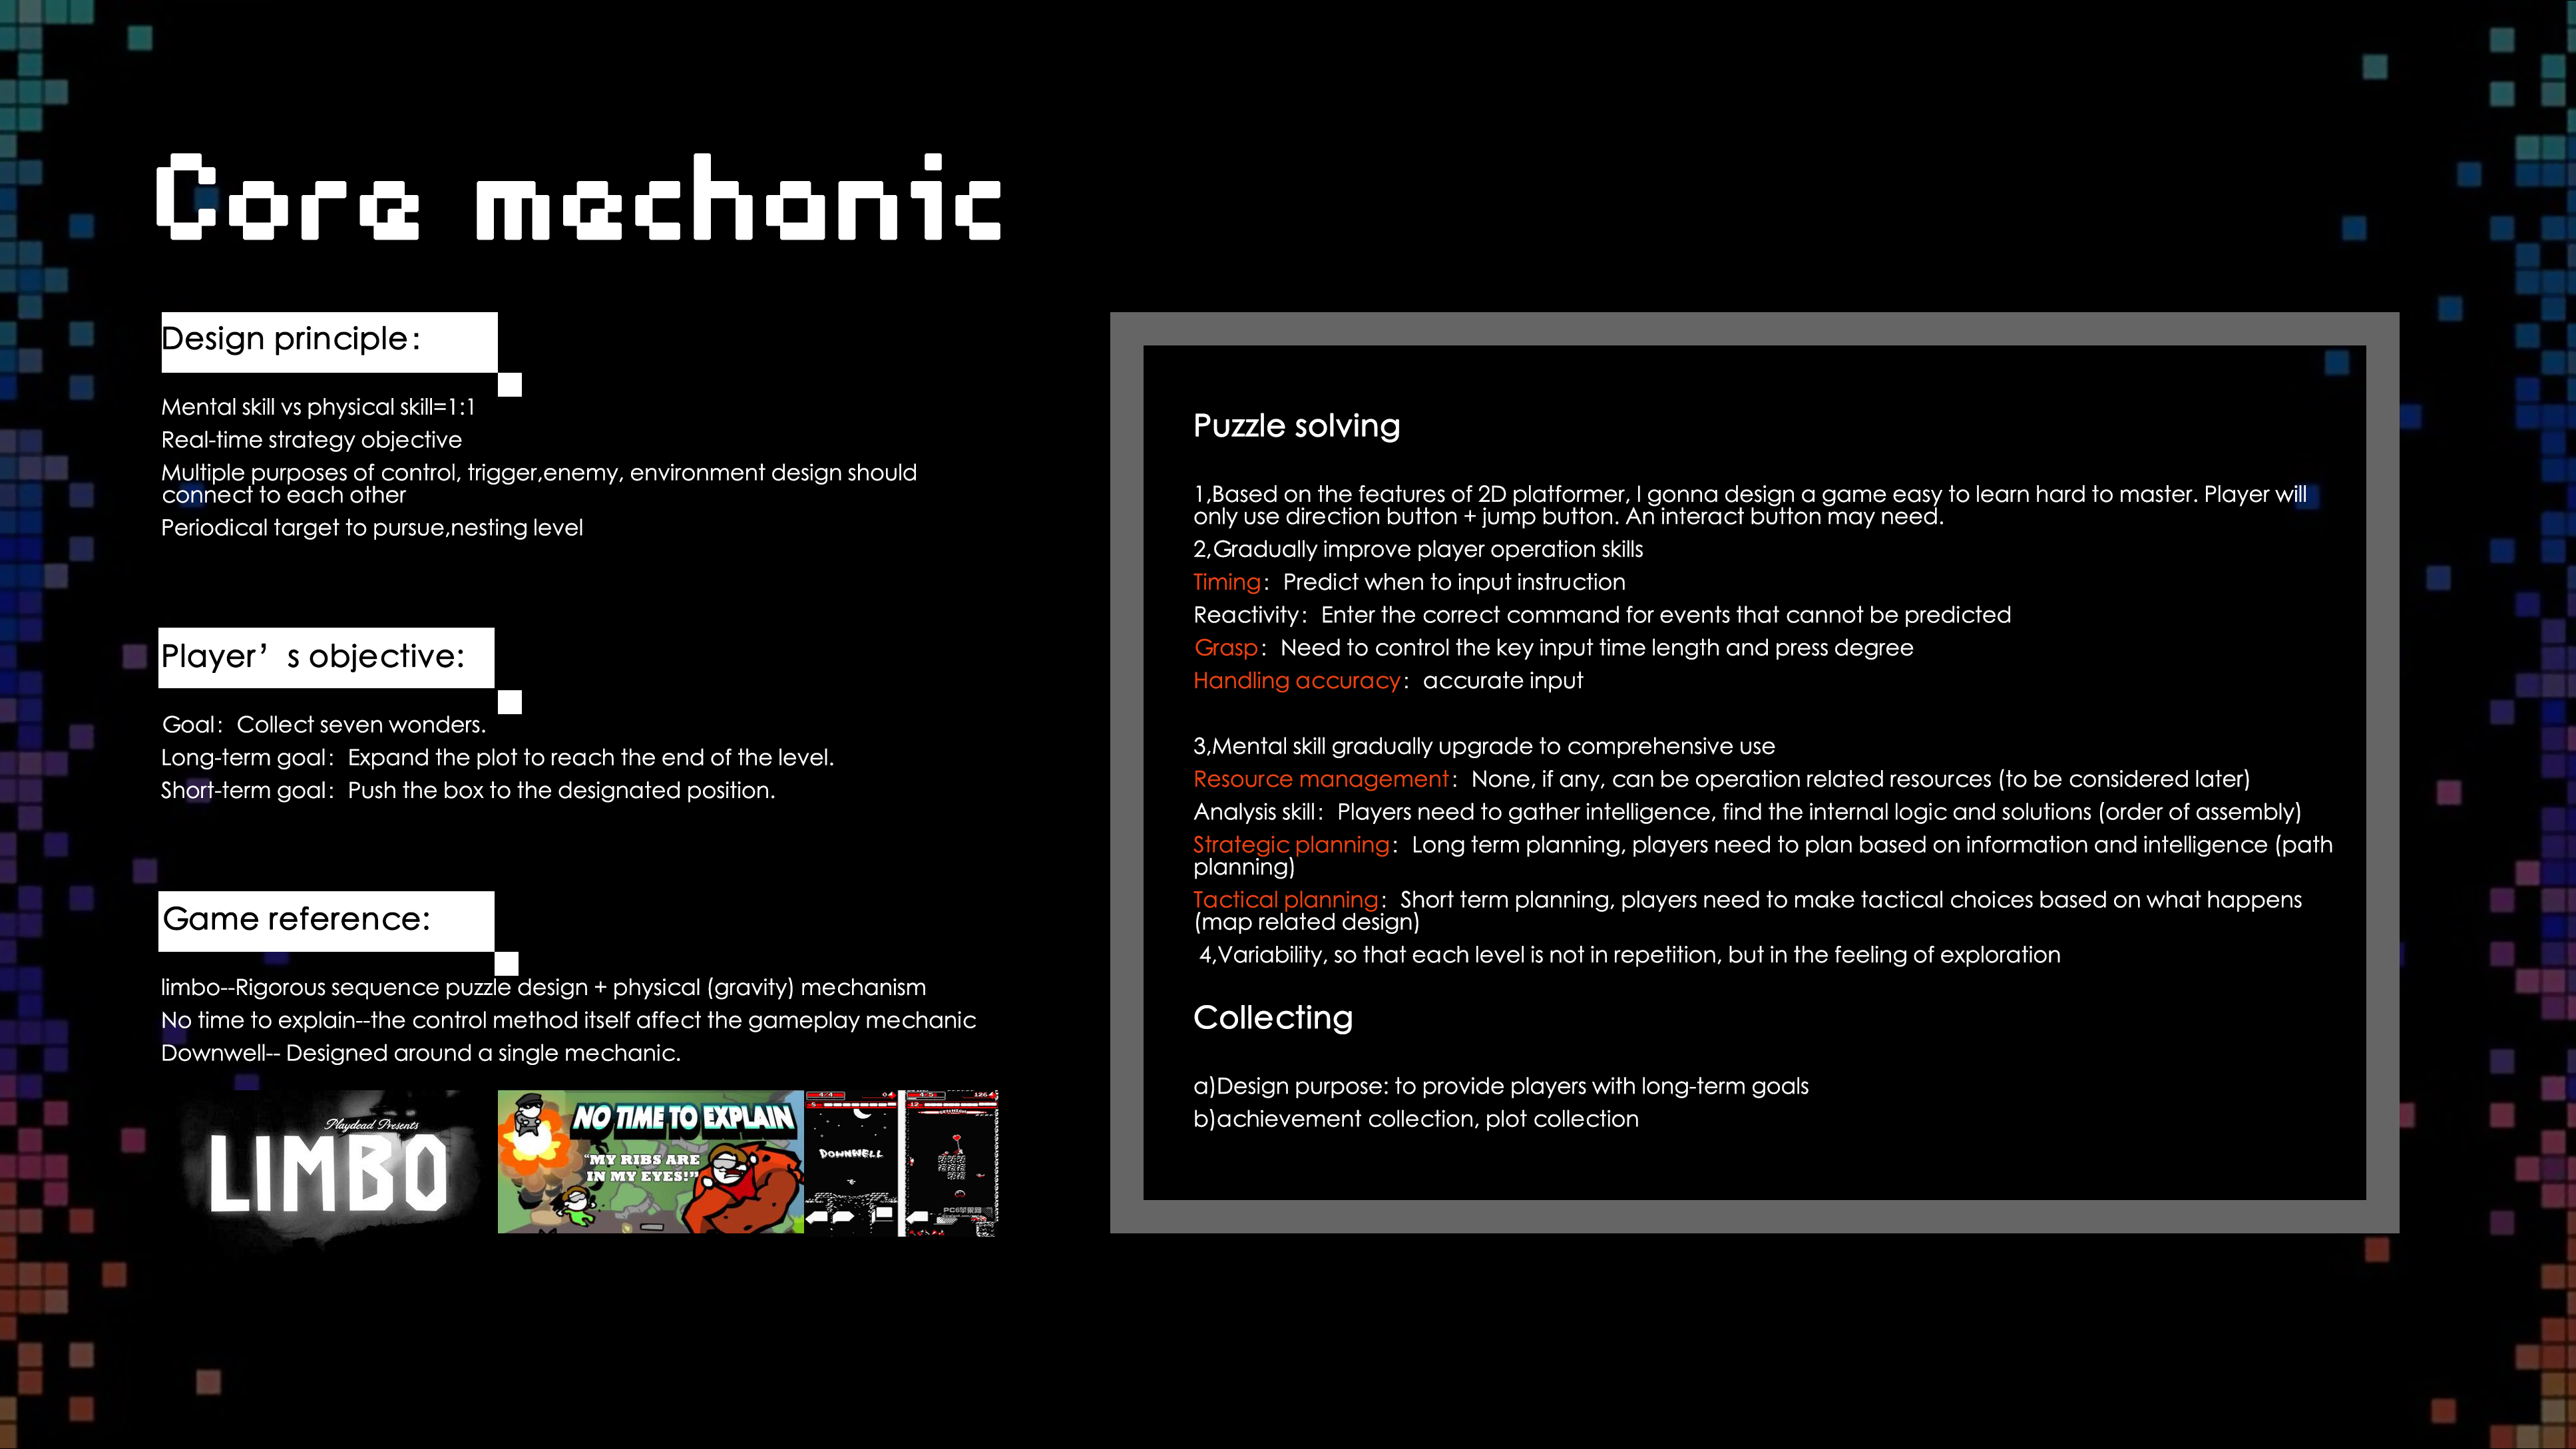 Core mechanic
Design principle：
Mental skill vs physical skill=1:1
Real-time strategy objective
Multiple purposes of control, trigger,enemy, environment design should
connect to each other
Periodical target to pursue,nesting level
Player’s objective:
Goal：Collect seven wonders.
Long-term goal：Expand the plot to reach the end of the level.
Short-term goal：Push the box to the designated position.
Game reference:
limbo--Rigorous sequence puzzle design + physical (gravity) mechanism
No time to explain--the control method itself affect the gameplay mechanic
Downwell-- Designed around a single mechanic.
Playdead Presents
LIMBO
NO TIME TO EXPLAIN
"MY RIBS ARE
IN MY EYES!"
DOWNWELL
4/4
0
4/5
126
12
PC6苹果网
Puzzle solving
1,Based on the features of 2D platformer, I gonna design a game easy to learn hard to master. Player will
only use direction button + jump button. An interact button may need.
2,Gradually improve player operation skills
Timing：Predict when to input instruction
Reactivity：Enter the correct command for events that cannot be predicted
Grasp：Need to control the key input time length and press degree
Handling accuracy：accurate input
3,Mental skill gradually upgrade to comprehensive use
Resource management：None, if any, can be operation related resources (to be considered later)
Analysis skill：Players need to gather intelligence, find the internal logic and solutions (order of assembly)
Strategic planning：Long term planning, players need to plan based on information and intelligence (path
planning)
Tactical planning：Short term planning, players need to make tactical choices based on what happens
(map related design)
4,Variability, so that each level is not in repetition, but in the feeling of exploration
Collecting
a)Design purpose: to provide players with long-term goals
b)achievement collection, plot collection